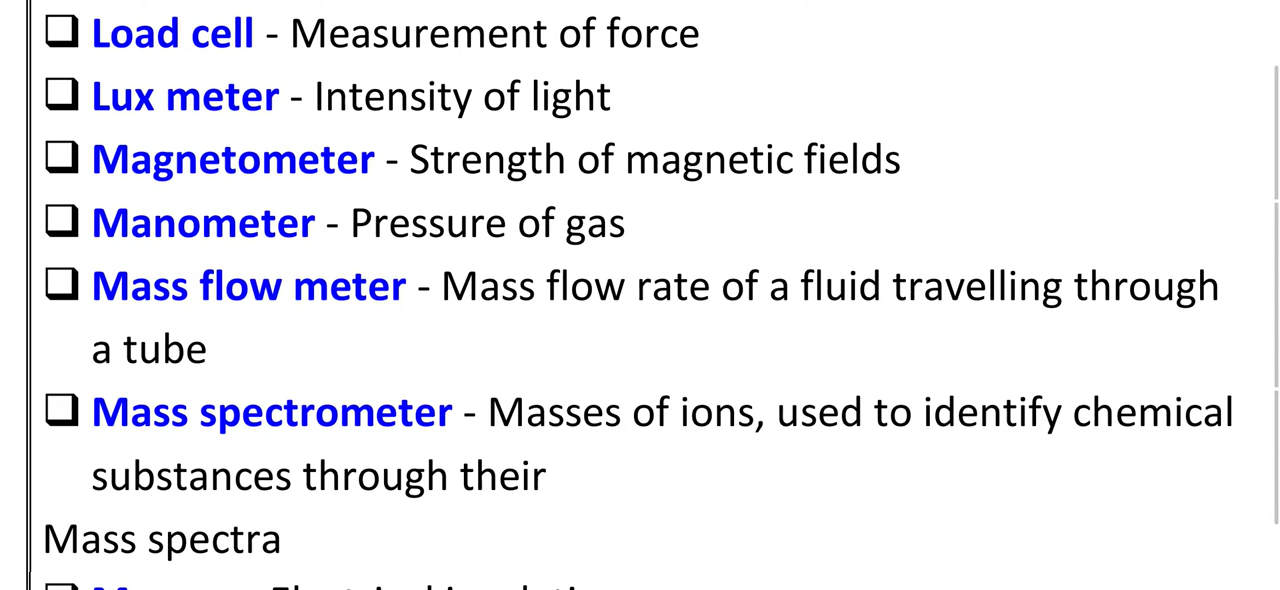 ❑ Load cell - Measurement of force
❑ Lux meter - Intensity of light
❑ Magnetometer - Strength of magnetic fields
❑ Manometer - Pressure of gas
❑ Mass flow meter - Mass flow rate of a fluid travelling through
a tube
❑ Mass spectrometer - Masses of ions, used to identify chemical
substances through their
Mass spectra